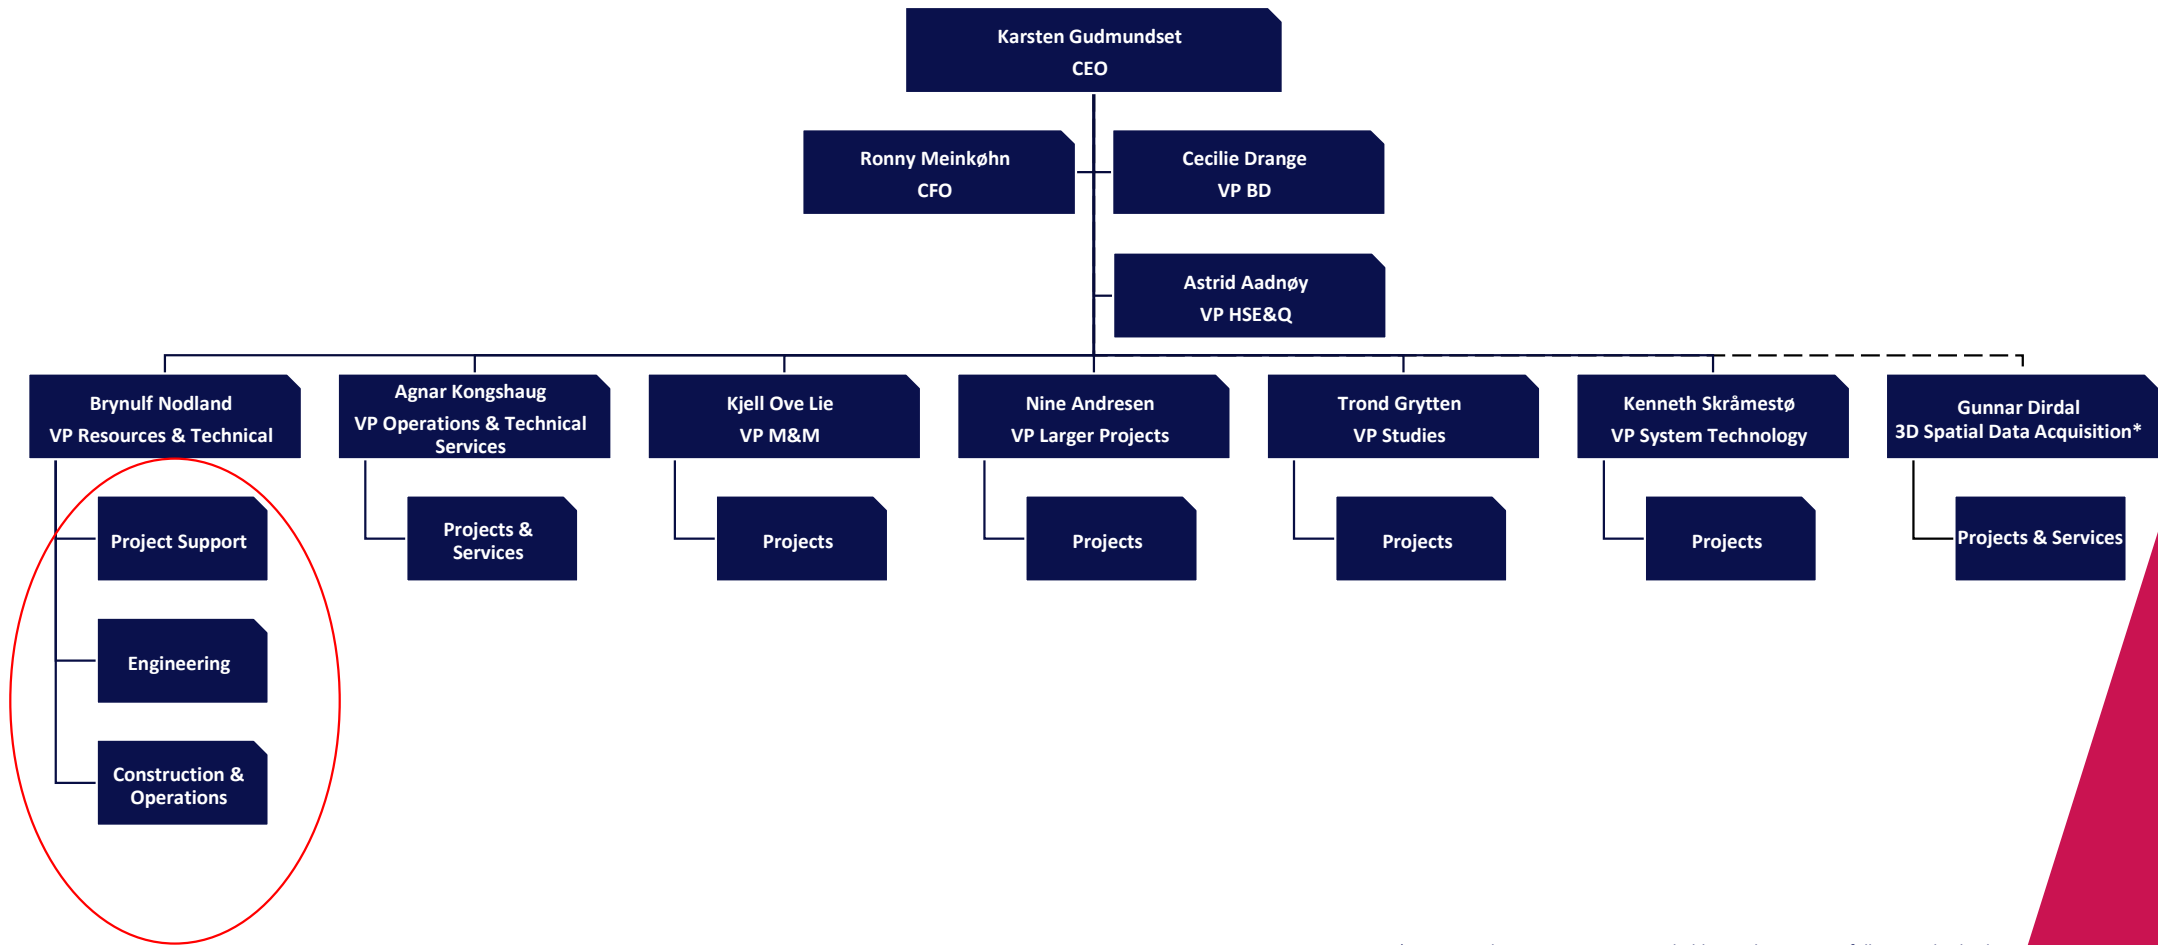 Karsten Gudmundset
CEO
Ronny Meinkøhn
CFO
Cecilie Drange
VP BD
Astrid Aadnøy
VP HSE&Q
Brynulf Nodland
VP Resources & Technical
Agnar Kongshaug
VP Operations & Technical
Services
Kjell Ove Lie
VP M&M
Nine Andresen
VP Larger Projects
Trond Grytten
VP Studies
Kenneth Skråmestø
VP System Technology
Gunnar Dirdal
3D Spatial Data Acquisition*
Project Support
Engineering
Construction &
Operations
Projects &
Services
Projects
Projects
Projects
Projects
Projects & Services